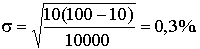 σ = √(10(100 − 10) / 10000) = 0,3%